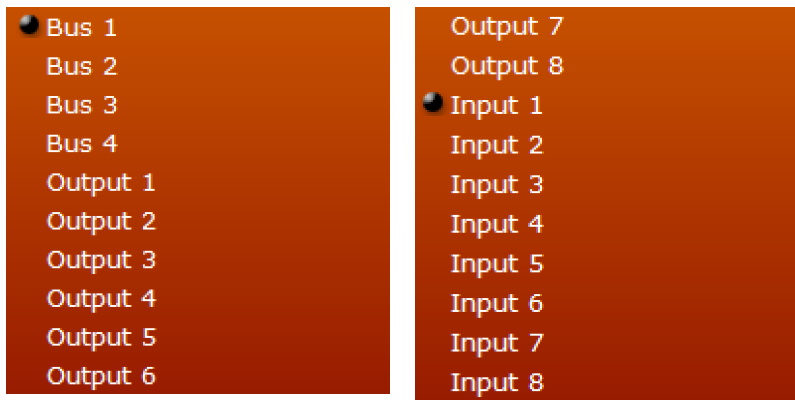 Bus 1
Bus 2
Bus 3
Bus 4
Output 1
Output 2
Output 3
Output 4
Output 5
Output 6
Output 7
Output 8
Input 1
Input 2
Input 3
Input 4
Input 5
Input 6
Input 7
Input 8